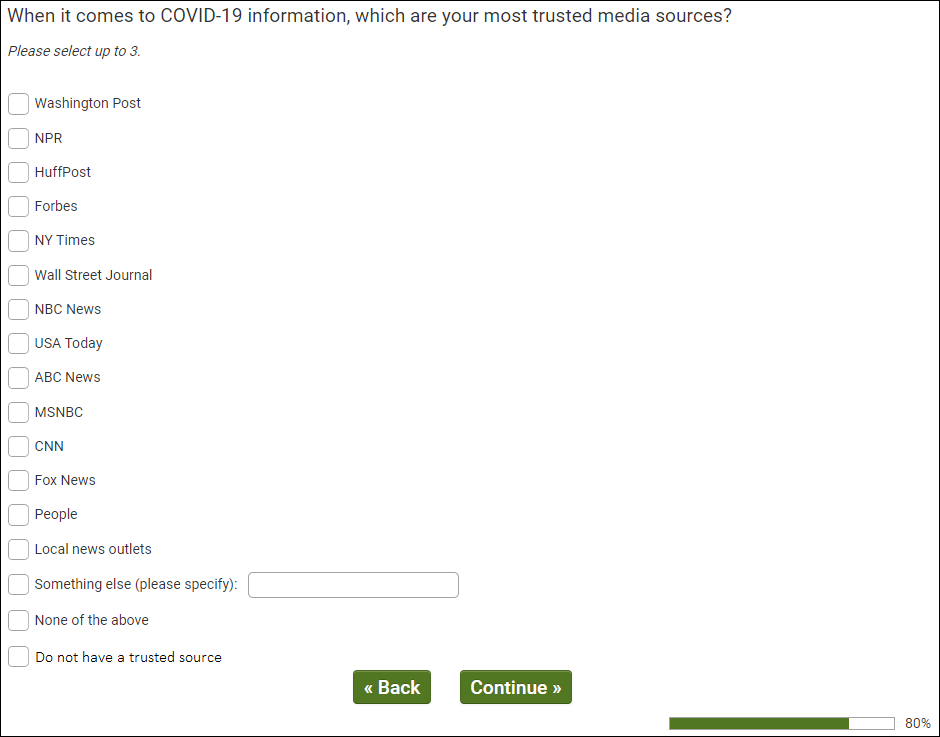 When it comes to COVID-19 information, which are your most trusted media sources?
Please select up to 3.
Washington Post
NPR
HuffPost
Forbes
NY Times
Wall Street Journal
NBC News
USA Today
ABC News
MSNBC
CNN
Fox News
People
Local news outlets
Something else (please specify):
None of the above
Do not have a trusted source
« Back
Continue »
80%